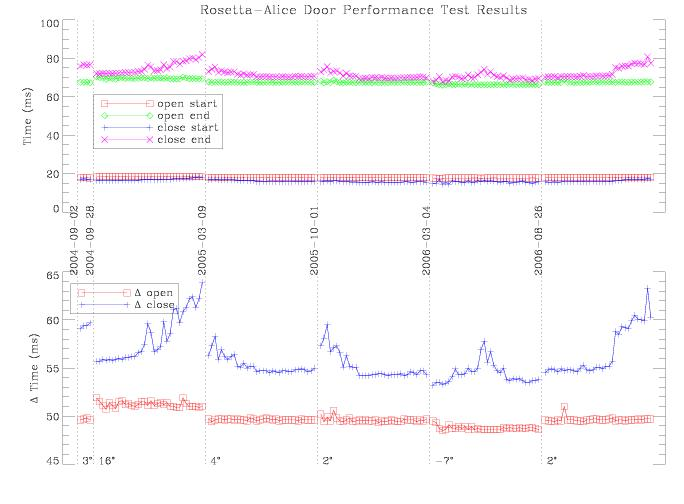 Rosetta-Alice Door Performance Test Results
100
80
60
40
20
0
Time (ms)
open start
open end
close start
close end
2004-09-02
2004-09-28
2005-03-09
2005-10-01
2006-03-04
2006-08-26
65
60
55
50
45
Δ Time (ms)
Δ open
Δ close
3° 16° 4° 2° -7° 2°